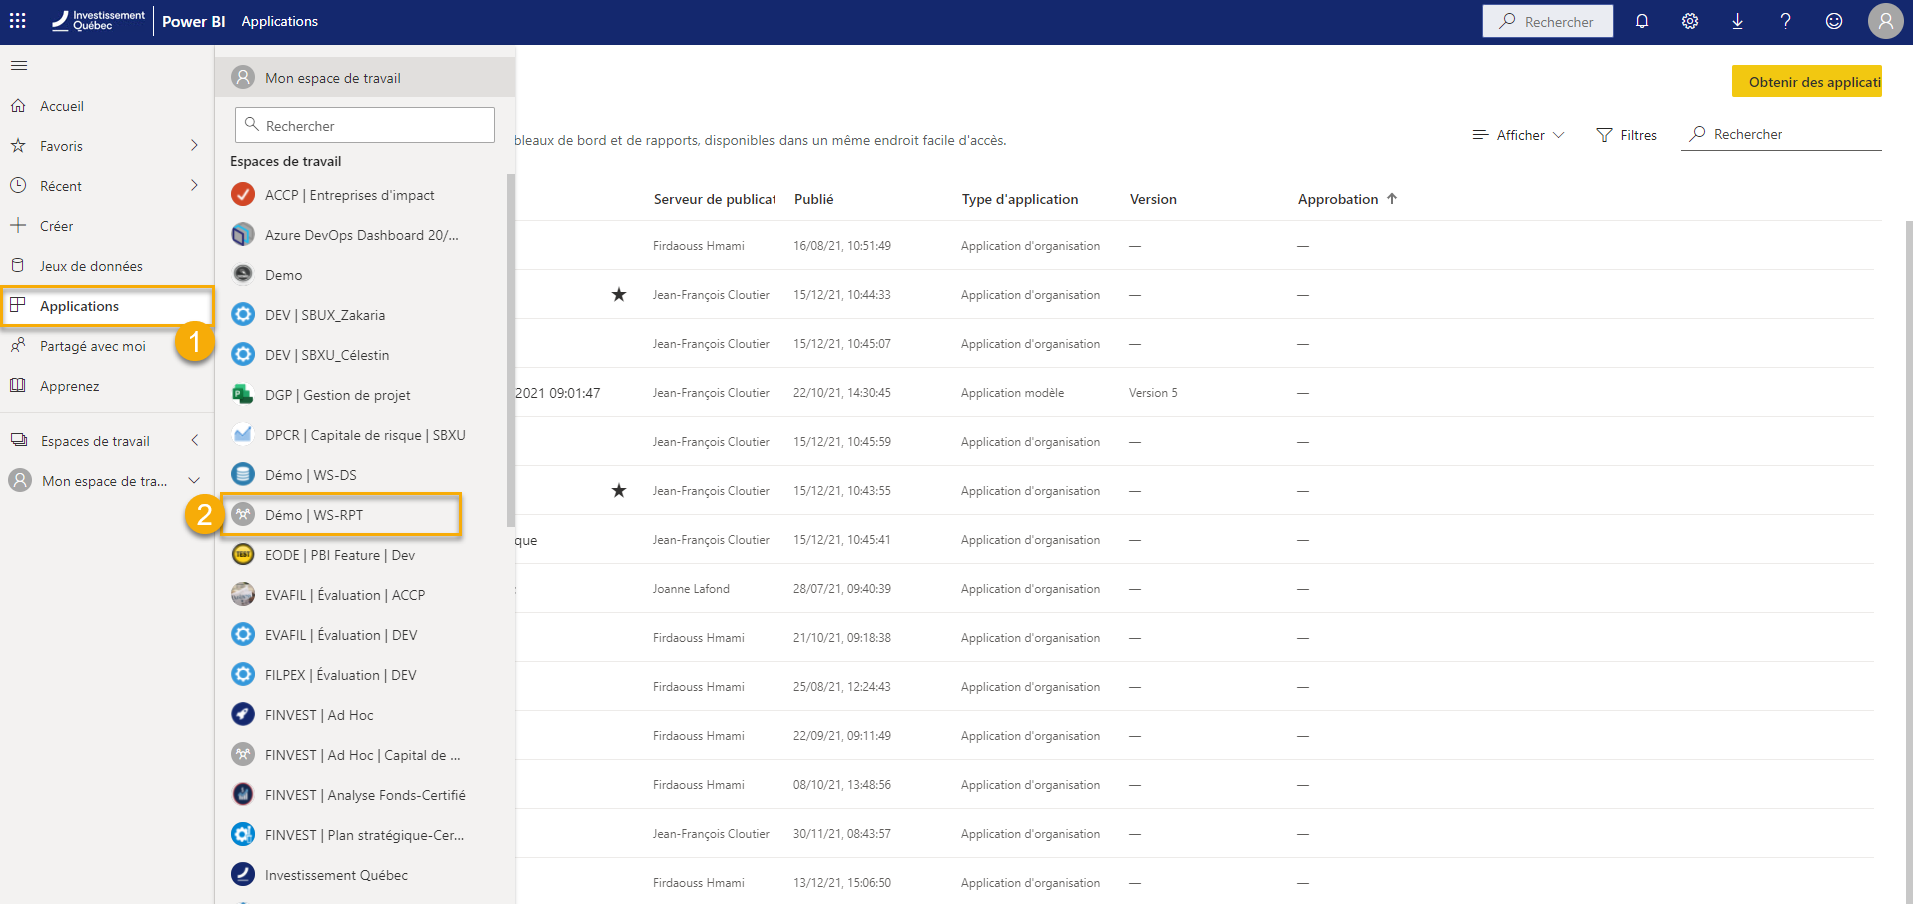 Investissement
Québec
Power BI
Applications
Rechercher
Accueil
Favoris
Récent
Créer
Jeux de données
Applications
1
Partagé avec moi
Apprenez
Espaces de travail
Mon espace de tra...
Mon espace de travail
Rechercher
Espaces de travail
ACCP | Entreprises d'impact
Azure DevOps Dashboard 20/...
Demo
DEV | SBUX_Zakaria
DEV | SBXU_Célestin
DGP | Gestion de projet
DPCR | Capitale de risque | SBXU
Démo | WS-DS
2
Démo | WS-RPT
TEST
EODE | PBI Feature | Dev
EVAFIL | Évaluation | ACCP
EVAFIL | Évaluation | DEV
FILPEX | Évaluation | DEV
FINVEST | Ad Hoc
FINVEST | Ad Hoc | Capital de ...
FINVEST | Analyse Fonds-Certifié
FINVEST | Plan stratégique-Cer...
Investissement Québec
Obtenir des applicati
bleaux de bord et de rapports, disponibles dans un même endroit facile d'accès.
Afficher
Filtres
Rechercher
Serveur de publicat Publié Type d'application Version Approbation
Firdaouss Hmami 16/08/21, 10:51:49 Application d'organisation — —
★ Jean-François Cloutier 15/12/21, 10:44:33 Application d'organisation — —
Jean-François Cloutier 15/12/21, 10:45:07 Application d'organisation — —
2021 09:01:47 Jean-François Cloutier 22/10/21, 14:30:45 Application modèle Version 5 —
Jean-François Cloutier 15/12/21, 10:45:59 Application d'organisation — —
★ Jean-François Cloutier 15/12/21, 10:43:55 Application d'organisation — —
que Jean-François Cloutier 15/12/21, 10:45:41 Application d'organisation — —
Joanne Lafond 28/07/21, 09:40:39 Application d'organisation — —
Firdaouss Hmami 21/10/21, 09:18:38 Application d'organisation — —
Firdaouss Hmami 25/08/21, 12:24:43 Application d'organisation — —
Firdaouss Hmami 22/09/21, 09:11:49 Application d'organisation — —
Firdaouss Hmami 08/10/21, 13:48:56 Application d'organisation — —
Jean-François Cloutier 30/11/21, 08:43:57 Application d'organisation — —
Firdaouss Hmami 13/12/21, 15:06:50 Application d'organisation — —